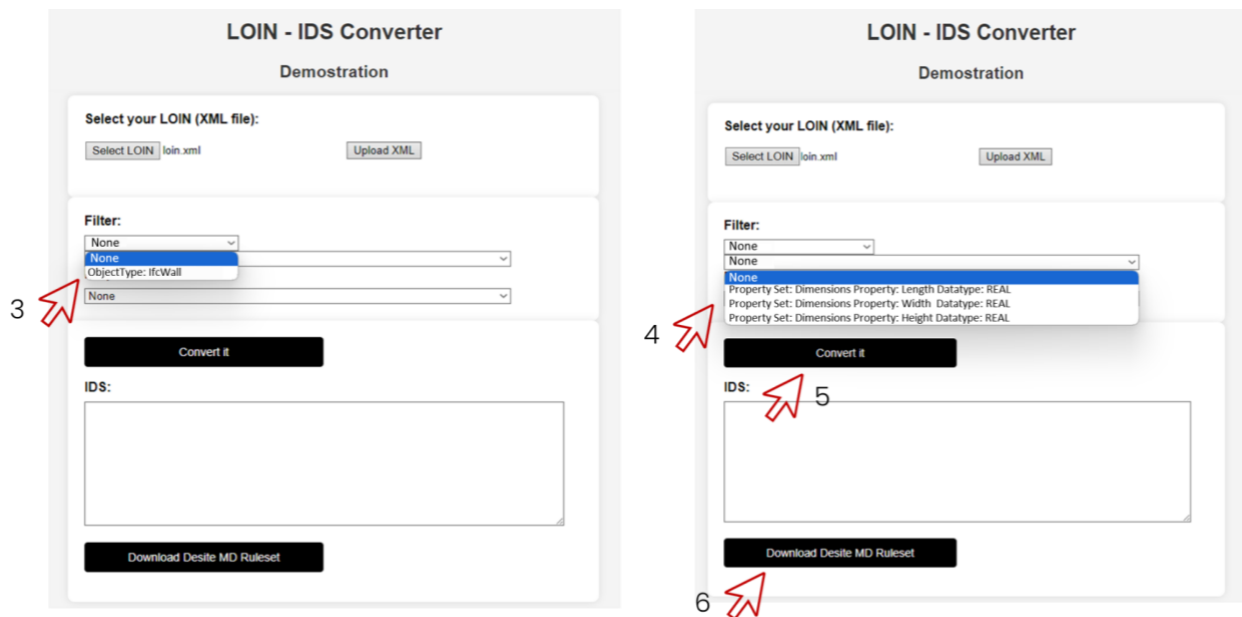 LOIN - IDS Converter
Demostration
Select your LOIN (XML file):
Select LOIN loin.xml Upload XML
Filter:
None
None
ObjectType: IfcWall
None
3
Convert it
IDS:
Download Desite MD Ruleset
LOIN - IDS Converter
Demostration
Select your LOIN (XML file):
Select LOIN loin.xml Upload XML
Filter:
None
None
None
Property Set: Dimensions Property: Length Datatype: REAL
Property Set: Dimensions Property: Width Datatype: REAL
Property Set: Dimensions Property: Height Datatype: REAL
4
Convert it
IDS:
5
Download Desite MD Ruleset
6